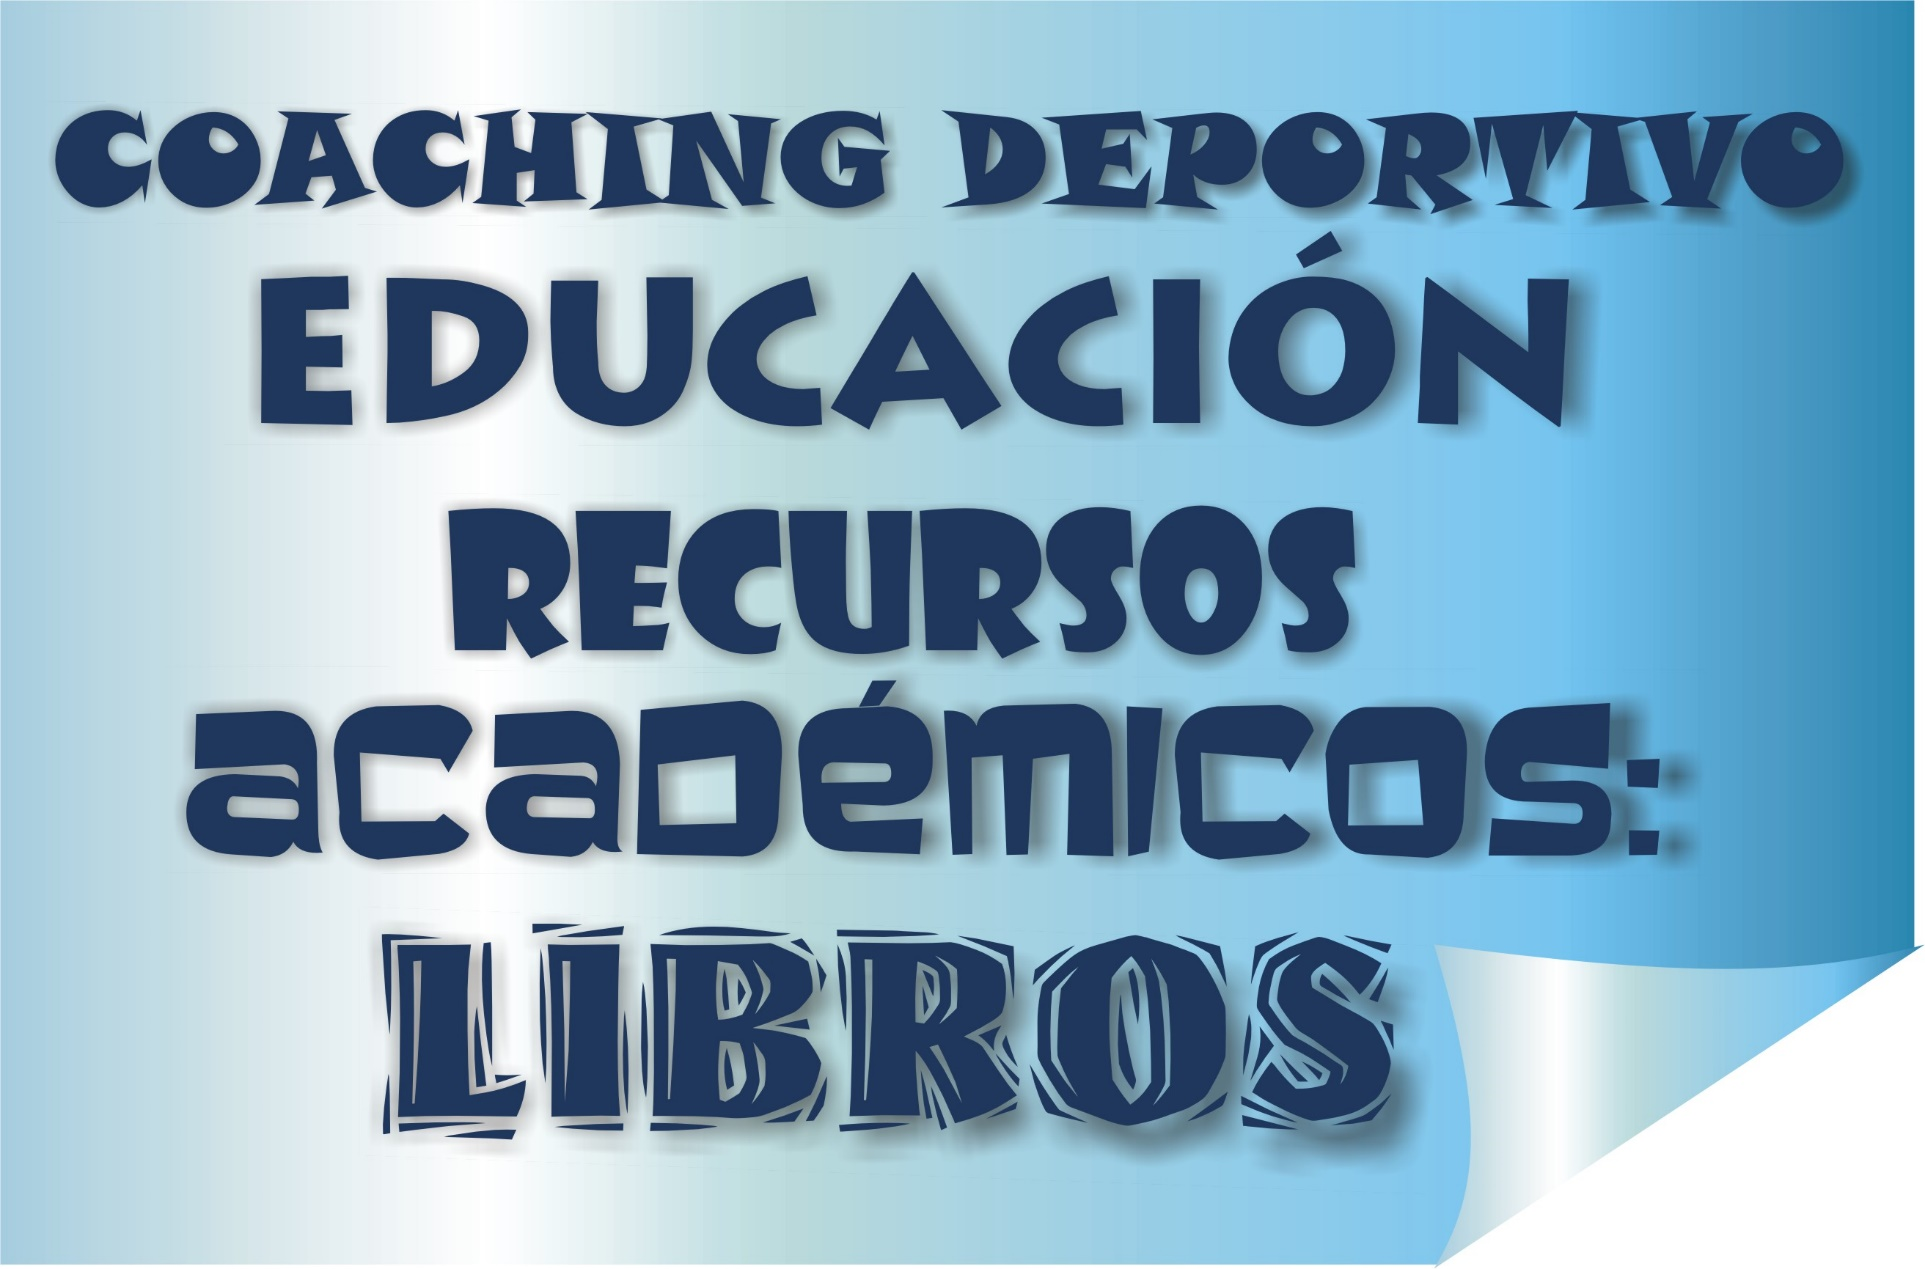 COACHING DEPORTIVO
EDUCACIÓN
RECURSOS
académicos:
LIBROS